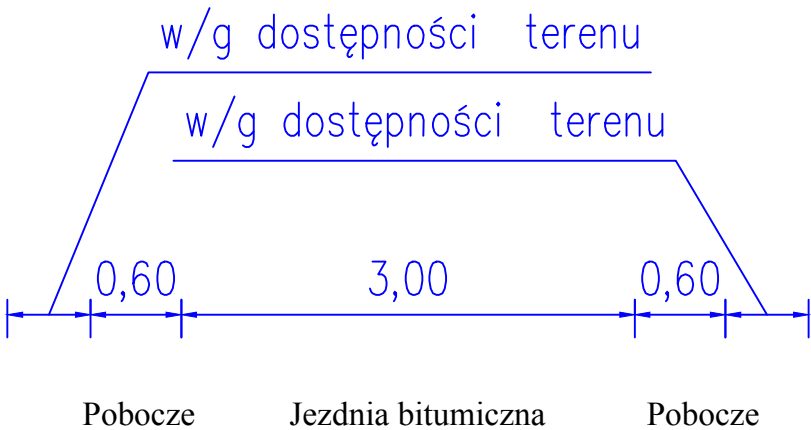 w/g dostępności terenu
w/g dostępności terenu
0,60 3,00 0,60
Pobocze Jezdnia bitumiczna Pobocze